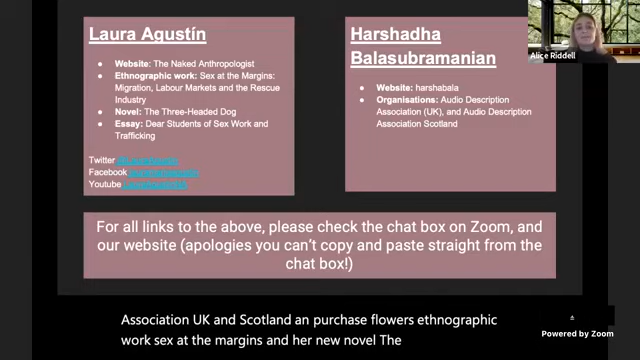 Laura Agustín
Website: The Naked Anthropologist
Ethnographic work: Sex at the Margins:
Migration, Labour Markets and the Rescue
Industry
Novel: The Three-Headed Dog
Essay: Dear Students of Sex Work and
Trafficking
Twitter
Facebook
Youtube
Harshadha
Balasubramanian
Website: harshabala
Organisations: Audio Description
Association (UK), and Audio Description
Association Scotland
Alice Riddell
For all links to the above, please check the chat box on Zoom, and
our website (apologies you can't copy and paste straight from the
chat box!)
Association UK and Scotland an purchase flowers ethnographic
work sex at the margins and her new novel The
Powered by Zoom